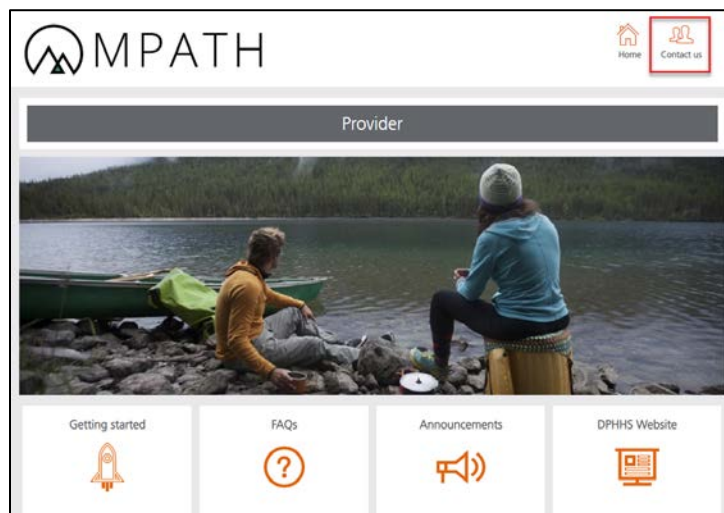 MPATH
Home
Contact us
Provider
Getting started
FAQs
Announcements
DPHHS Website